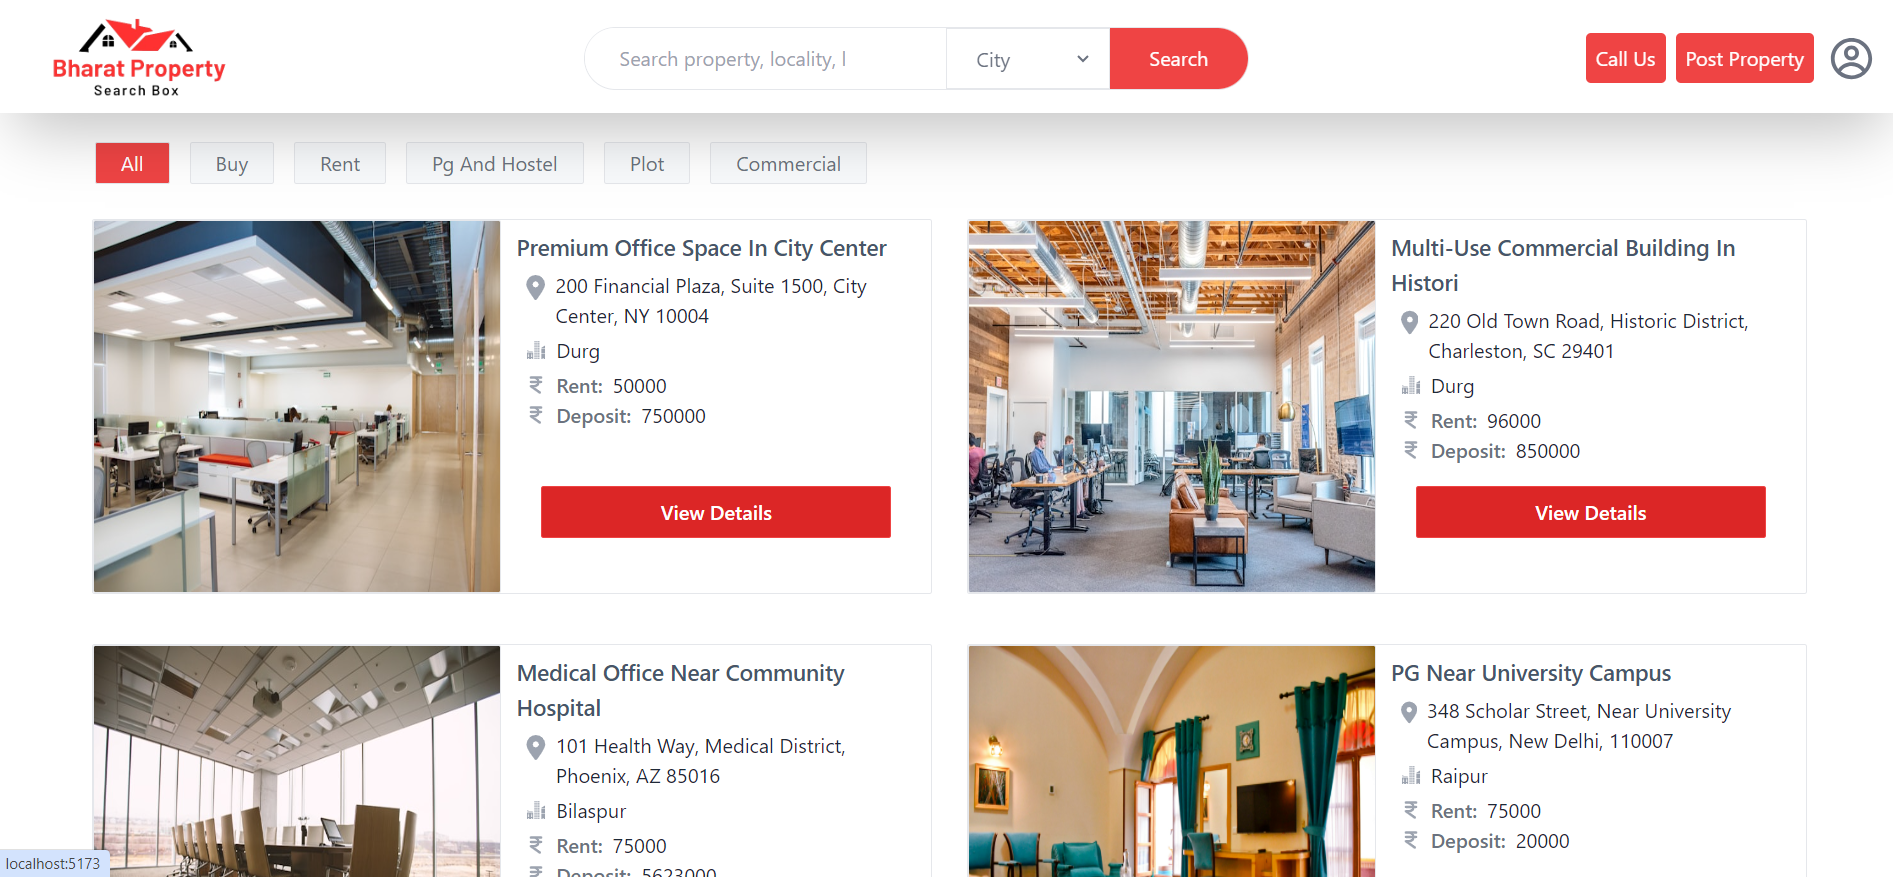 Bharat Property
Search Box
Search property, locality, l
City
Search
Call Us
Post Property
All
Buy
Rent
Pg And Hostel
Plot
Commercial
Premium Office Space In City Center
200 Financial Plaza, Suite 1500, City
Center, NY 10004
Durg
₹ Rent: 50000
₹ Deposit: 750000
View Details
Multi-Use Commercial Building In
Histori
220 Old Town Road, Historic District,
Charleston, SC 29401
Durg
₹ Rent: 96000
₹ Deposit: 850000
View Details
Medical Office Near Community
Hospital
101 Health Way, Medical District,
Phoenix, AZ 85016
Bilaspur
₹ Rent: 75000
₹ Deposit: 5623000
PG Near University Campus
348 Scholar Street, Near University
Campus, New Delhi, 110007
Raipur
₹ Rent: 75000
₹ Deposit: 20000
localhost:5173